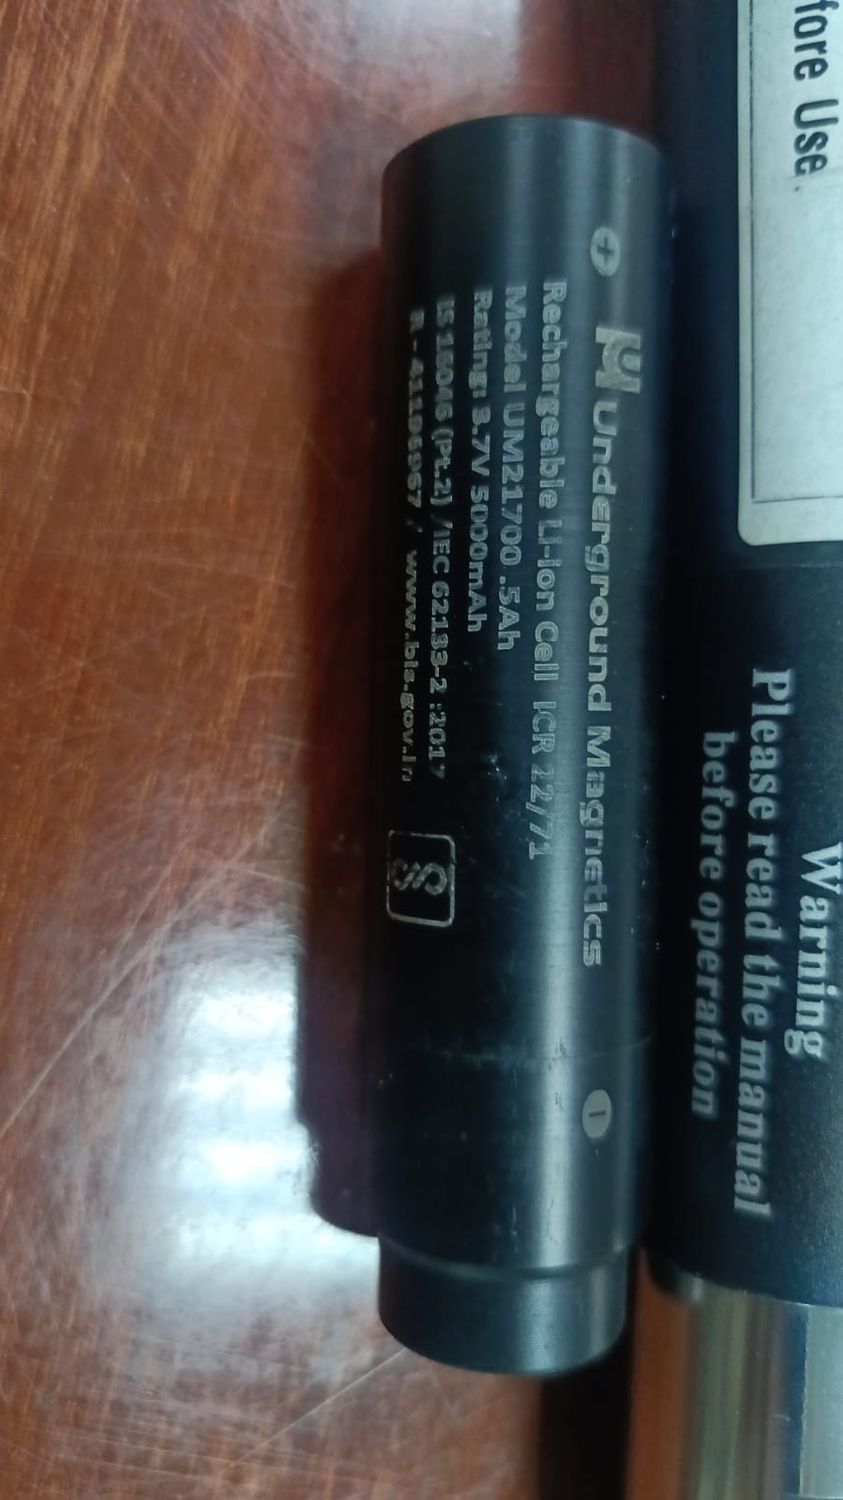 +
Underground Magnetics
Rechargeable Li-ion Cell ICR 22/71
Model UM21700 .5Ah
Rating: 3.7V 5000mAh
IS 16046 (Pt.2) /IEC 62133-2 :2017
R - 41196967 / www.bis.gov.in
-
fore Use.
Warning
Please read the manual
before operation